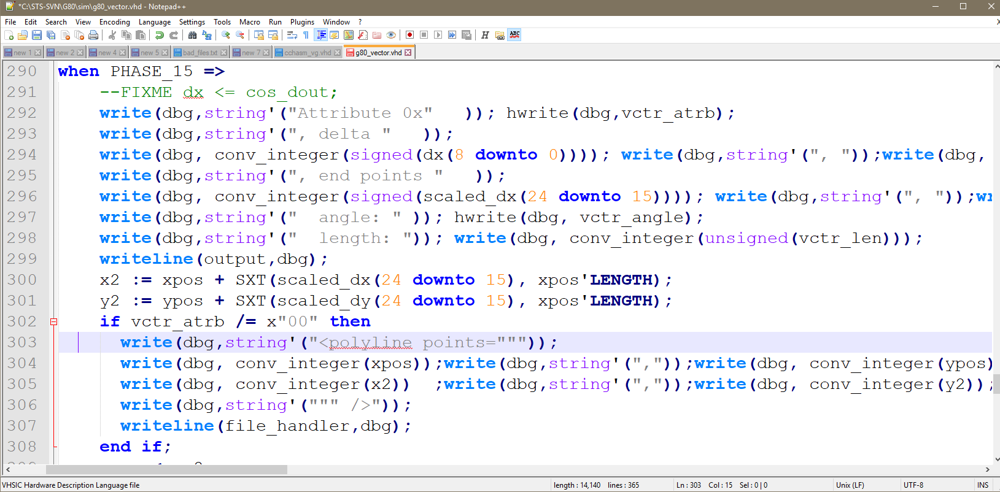 *C:\STS-SVN\G80\sim\g80_vector.vhd - Notepad++
File Edit Search View Encoding Language Settings Tools Macro Run Plugins Window ? X
new 1 new 2 new 4 new 5 bad_files.txt new 7 cchasm_vg.vhd g80_vector.vhd
290 when PHASE_15 =>
291 --FIXME dx <= cos_dout;
292 write(dbg,string'("Attribute 0x"   )); hwrite(dbg,vctr_atrb);
293 write(dbg,string'(", delta "   ));
294 write(dbg, conv_integer(signed(dx(8 downto 0)))); write(dbg,string'(", "));write(dbg,
295 write(dbg,string'(", end points "   ));
296 write(dbg, conv_integer(signed(scaled_dx(24 downto 15)))); write(dbg,string'(", "));wr
297 write(dbg,string'("  angle: " )); hwrite(dbg, vctr_angle);
298 write(dbg,string'("  length: ")); write(dbg, conv_integer(unsigned(vctr_len)));
299 writeline(output,dbg);
300 x2 := xpos + SXT(scaled_dx(24 downto 15), xpos'LENGTH);
301 y2 := ypos + SXT(scaled_dy(24 downto 15), xpos'LENGTH);
302 if vctr_atrb /= x"00" then
303 write(dbg,string'("<polyline points="""));
304 write(dbg, conv_integer(xpos));write(dbg,string'(","));write(dbg, conv_integer(ypos)
305 write(dbg, conv_integer(x2))  ;write(dbg,string'(","));write(dbg, conv_integer(y2));
306 write(dbg,string'(""" />"));
307 writeline(file_handler,dbg);
308 end if;
VHSIC Hardware Description Language file length : 14,140 lines : 365 Ln : 303 Col : 15 Sel : 0 | 0 Unix (LF) UTF-8 INS